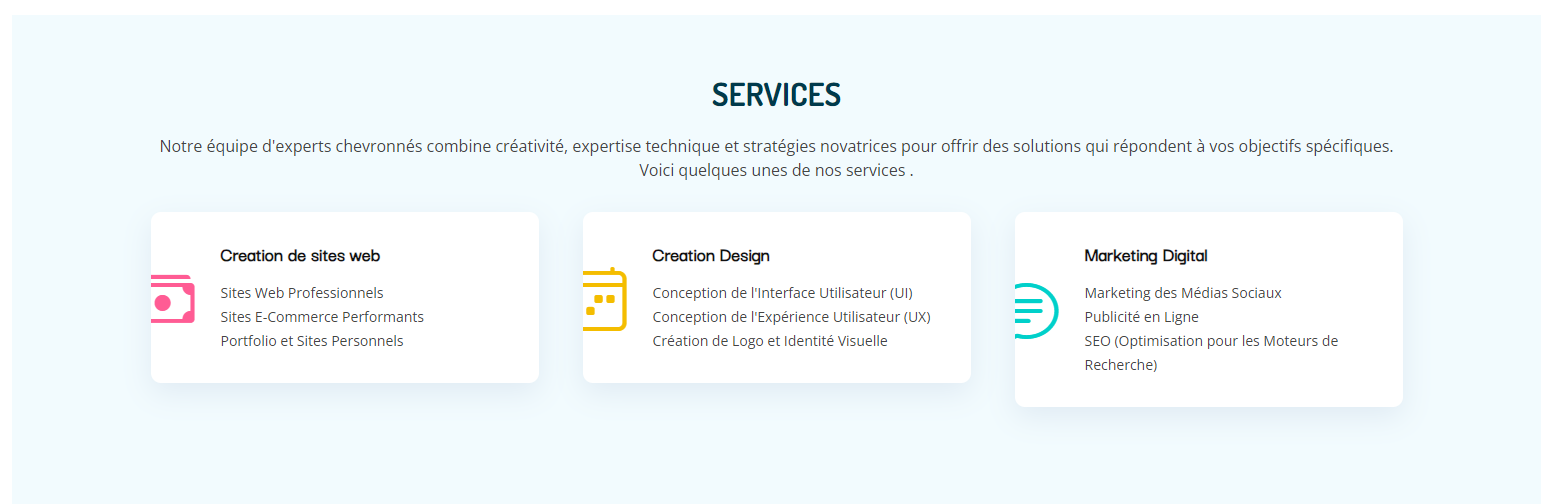 SERVICES
Notre équipe d'experts chevronnés combine créativité, expertise technique et stratégies novatrices pour offrir des solutions qui répondent à vos objectifs spécifiques.
Voici quelques unes de nos services .
Creation de sites web
Sites Web Professionnels
Sites E-Commerce Performants
Portfolio et Sites Personnels
Creation Design
Conception de l'Interface Utilisateur (UI)
Conception de l'Expérience Utilisateur (UX)
Création de Logo et Identité Visuelle
Marketing Digital
Marketing des Médias Sociaux
Publicité en Ligne
SEO (Optimisation pour les Moteurs de
Recherche)